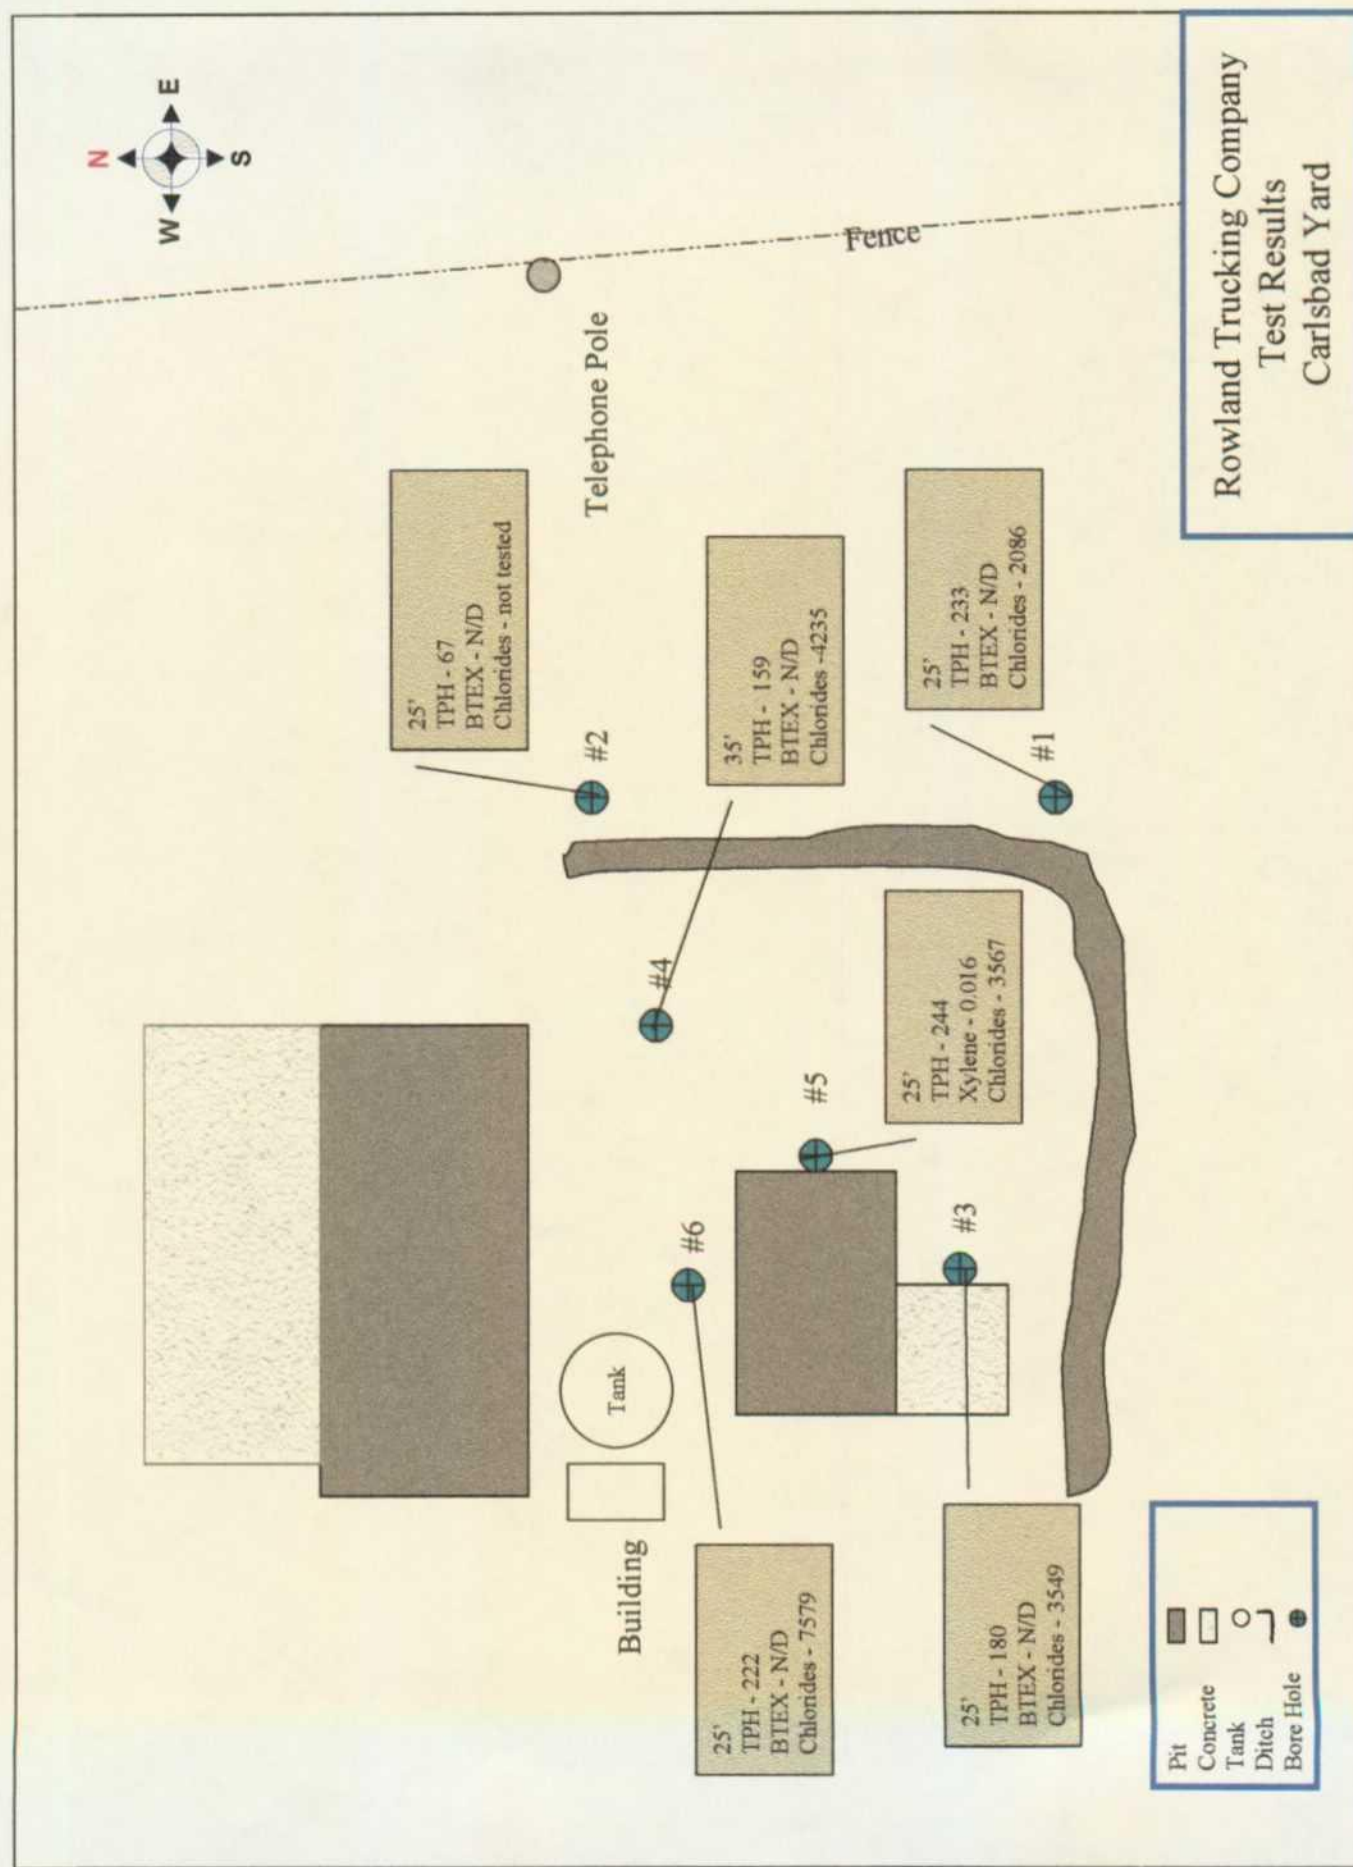 N
W E
S
Fence
Telephone Pole
25'
TPH - 67
BTEX - N/D
Chlorides - not tested
#2
35'
TPH - 159
BTEX - N/D
Chlorides -4235
#4
25'
TPH - 233
BTEX - N/D
Chlorides - 2086
#1
25'
TPH - 244
Xylene - 0.016
Chlorides - 3567
#5
#6
#3
Tank
Building
25'
TPH - 222
BTEX - N/D
Chlorides - 7579
25'
TPH - 180
BTEX - N/D
Chlorides - 3549
Pit
Concrete
Tank
Ditch
Bore Hole
Rowland Trucking Company
Test Results
Carlsbad Yard